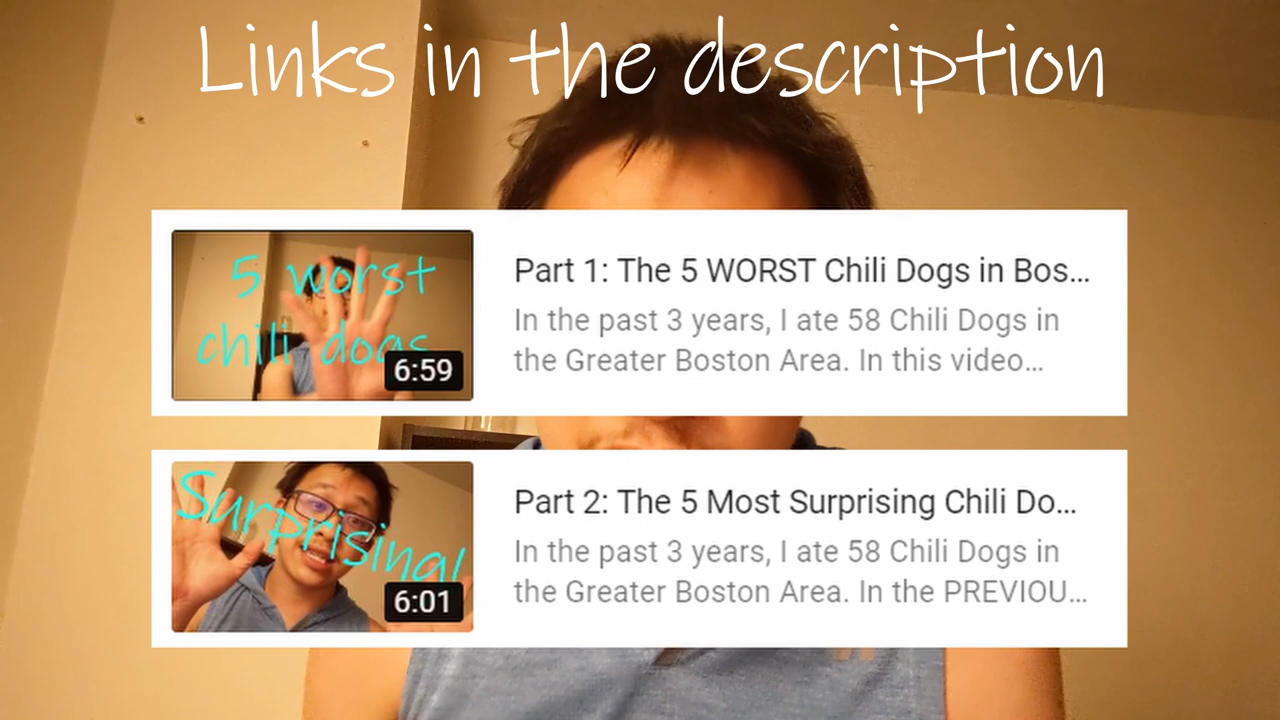 Links in the description
5 worst
chili dogs
6:59
Part 1: The 5 WORST Chili Dogs in Bos...
In the past 3 years, I ate 58 Chili Dogs in
the Greater Boston Area. In this video...
Surprising!
6:01
Part 2: The 5 Most Surprising Chili Do...
In the past 3 years, I ate 58 Chili Dogs in
the Greater Boston Area. In the PREVIOU...